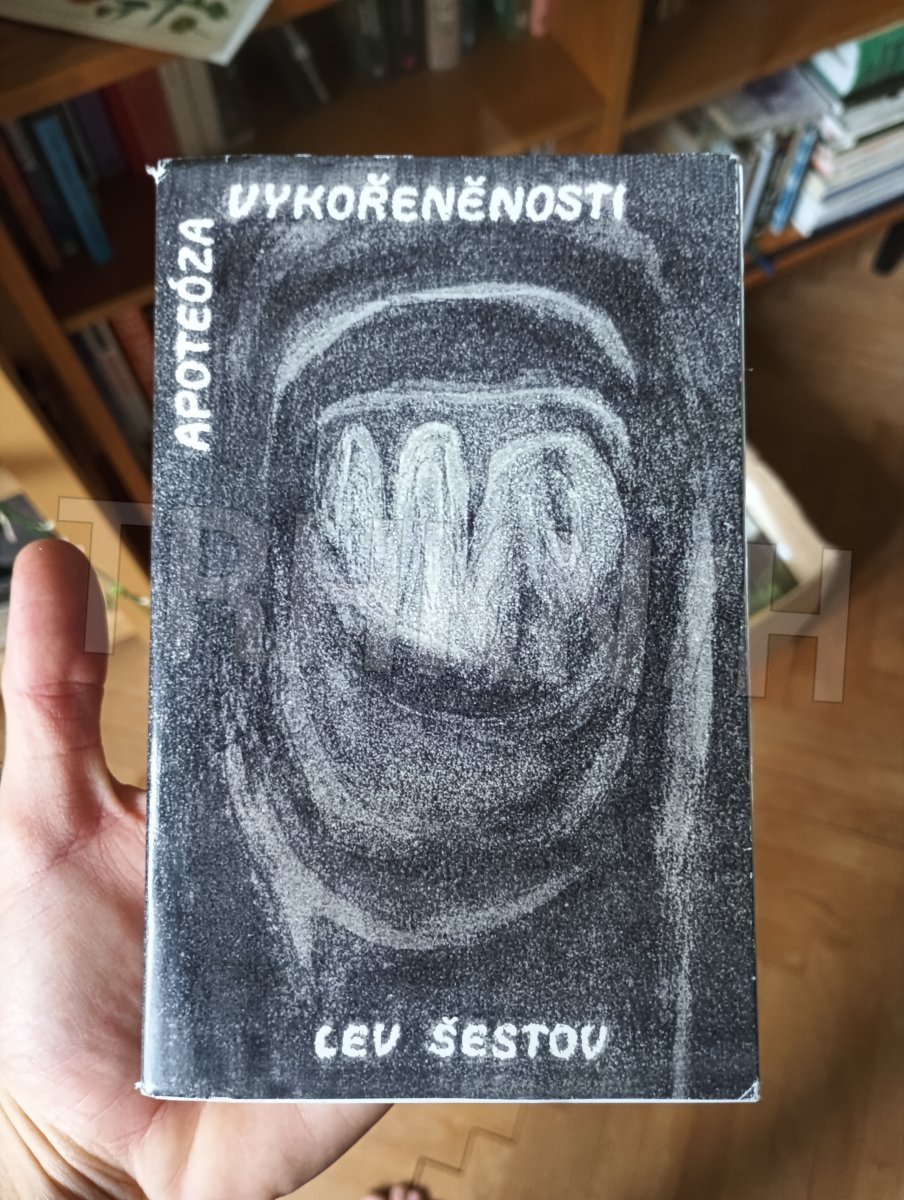 APOTEÓZA
VYKOŘENĚNOSTI
LEV ŠESTOV